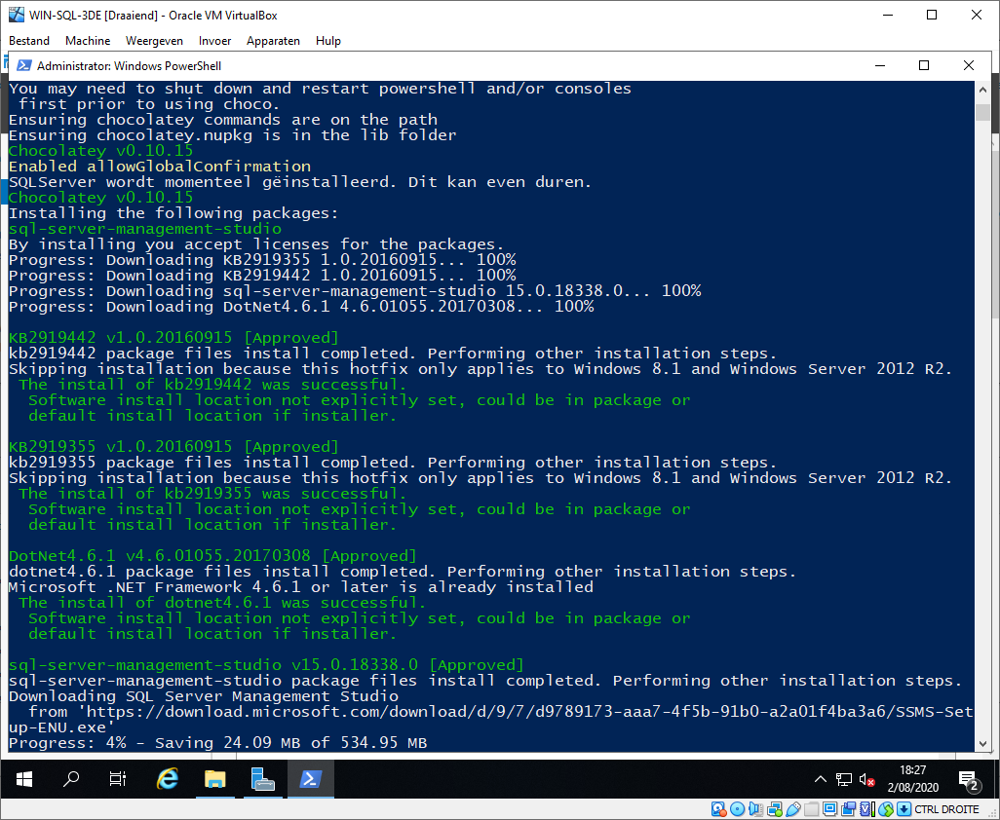 WIN-SQL-3DE [Draaiend] - Oracle VM VirtualBox
Bestand Machine Weergeven Invoer Apparaten Hulp
Administrator: Windows PowerShell
You may need to shut down and restart powershell and/or consoles
first prior to using choco.
Ensuring chocolatey commands are on the path
Ensuring chocolatey.nupkg is in the lib folder
Chocolatey v0.10.15
Enabled allowGlobalConfirmation
SQLServer wordt momenteel gëinstalleerd. Dit kan even duren.
Chocolatey v0.10.15
Installing the following packages:
sql-server-management-studio
By installing you accept licenses for the packages.
Progress: Downloading KB2919355 1.0.20160915... 100%
Progress: Downloading KB2919442 1.0.20160915... 100%
Progress: Downloading sql-server-management-studio 15.0.18338.0... 100%
Progress: Downloading DotNet4.6.1 4.6.01055.20170308... 100%
KB2919442 v1.0.20160915 [Approved]
kb2919442 package files install completed. Performing other installation steps.
Skipping installation because this hotfix only applies to Windows 8.1 and Windows Server 2012 R2.
The install of kb2919442 was successful.
Software install location not explicitly set, could be in package or
default install location if installer.
KB2919355 v1.0.20160915 [Approved]
kb2919355 package files install completed. Performing other installation steps.
Skipping installation because this hotfix only applies to Windows 8.1 and Windows Server 2012 R2.
The install of kb2919355 was successful.
Software install location not explicitly set, could be in package or
default install location if installer.
DotNet4.6.1 v4.6.01055.20170308 [Approved]
dotnet4.6.1 package files install completed. Performing other installation steps.
Microsoft .NET Framework 4.6.1 or later is already installed
The install of dotnet4.6.1 was successful.
Software install location not explicitly set, could be in package or
default install location if installer.
sql-server-management-studio v15.0.18338.0 [Approved]
sql-server-management-studio package files install completed. Performing other installation steps.
Downloading SQL Server Management Studio
from 'https://download.microsoft.com/download/d/9/7/d9789173-aaa7-4f5b-91b0-a2a01f4ba3a6/SSMS-Set
up-ENU.exe'
Progress: 4% - Saving 24.09 MB of 534.95 MB
18:27
2/08/2020
2
CTRL DROITE